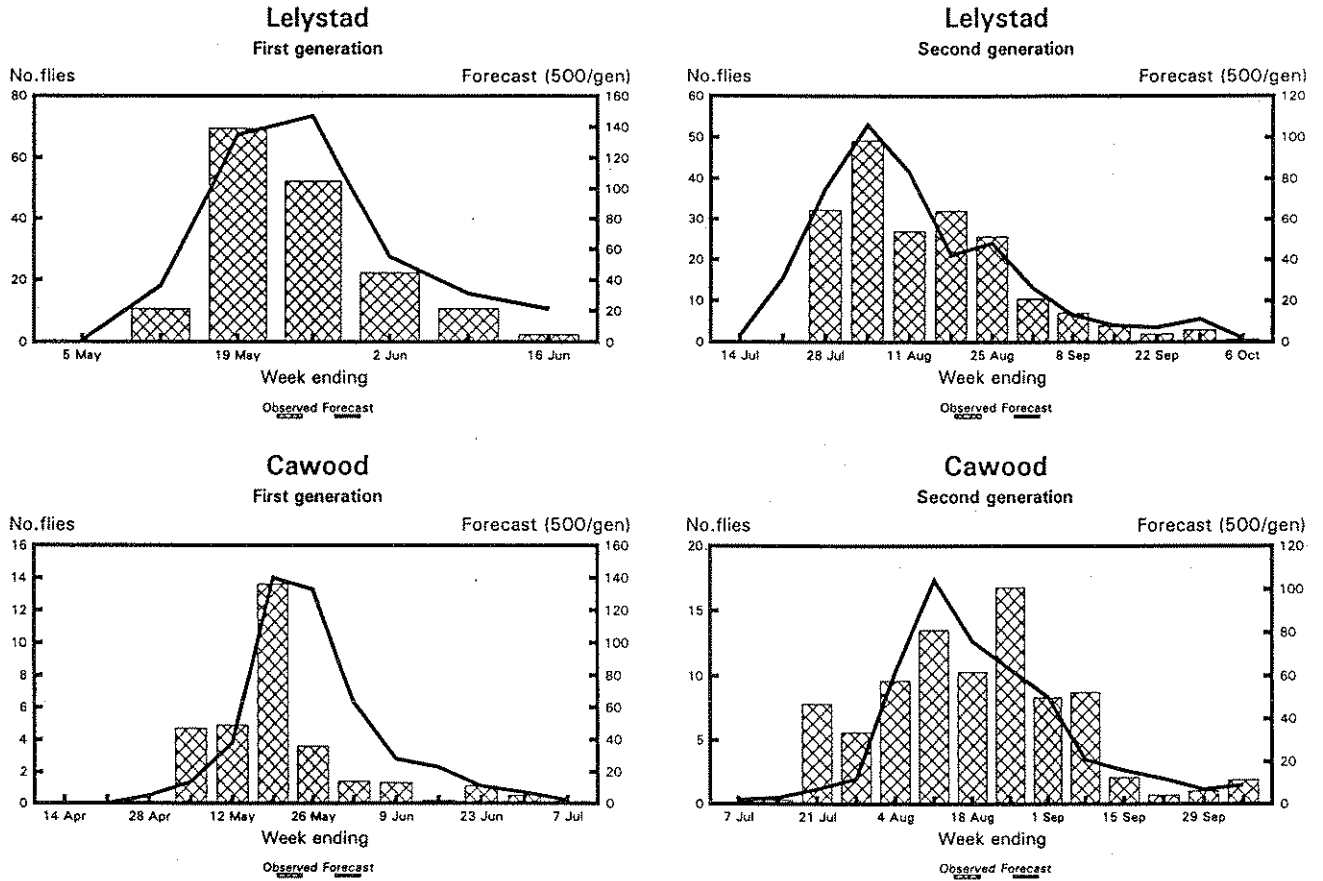 Lelystad
First generation
No.flies Forecast (500/gen)
80 160
140
60 120
100
40 80
60
20 40
20
0 0
5 May 19 May 2 Jun 16 Jun
Week ending
Observed Forecast
Lelystad
Second generation
No.flies Forecast (500/gen)
60 120
50 100
40 80
30 60
20 40
10 20
0 0
14 Jul 28 Jul 11 Aug 25 Aug 8 Sep 22 Sep 6 Oct
Week ending
Observed Forecast
Cawood
First generation
No.flies Forecast (500/gen)
16 160
14 140
12 120
10 100
8 80
6 60
4 40
2 20
0 0
14 Apr 28 Apr 12 May 26 May 9 Jun 23 Jun 7 Jul
Week ending
Observed Forecast
Cawood
Second generation
No.flies Forecast (500/gen)
20 120
100
15
80
10 60
40
5
20
0 0
7 Jul 21 Jul 4 Aug 18 Aug 1 Sep 15 Sep 29 Sep
Week ending
Observed Forecast